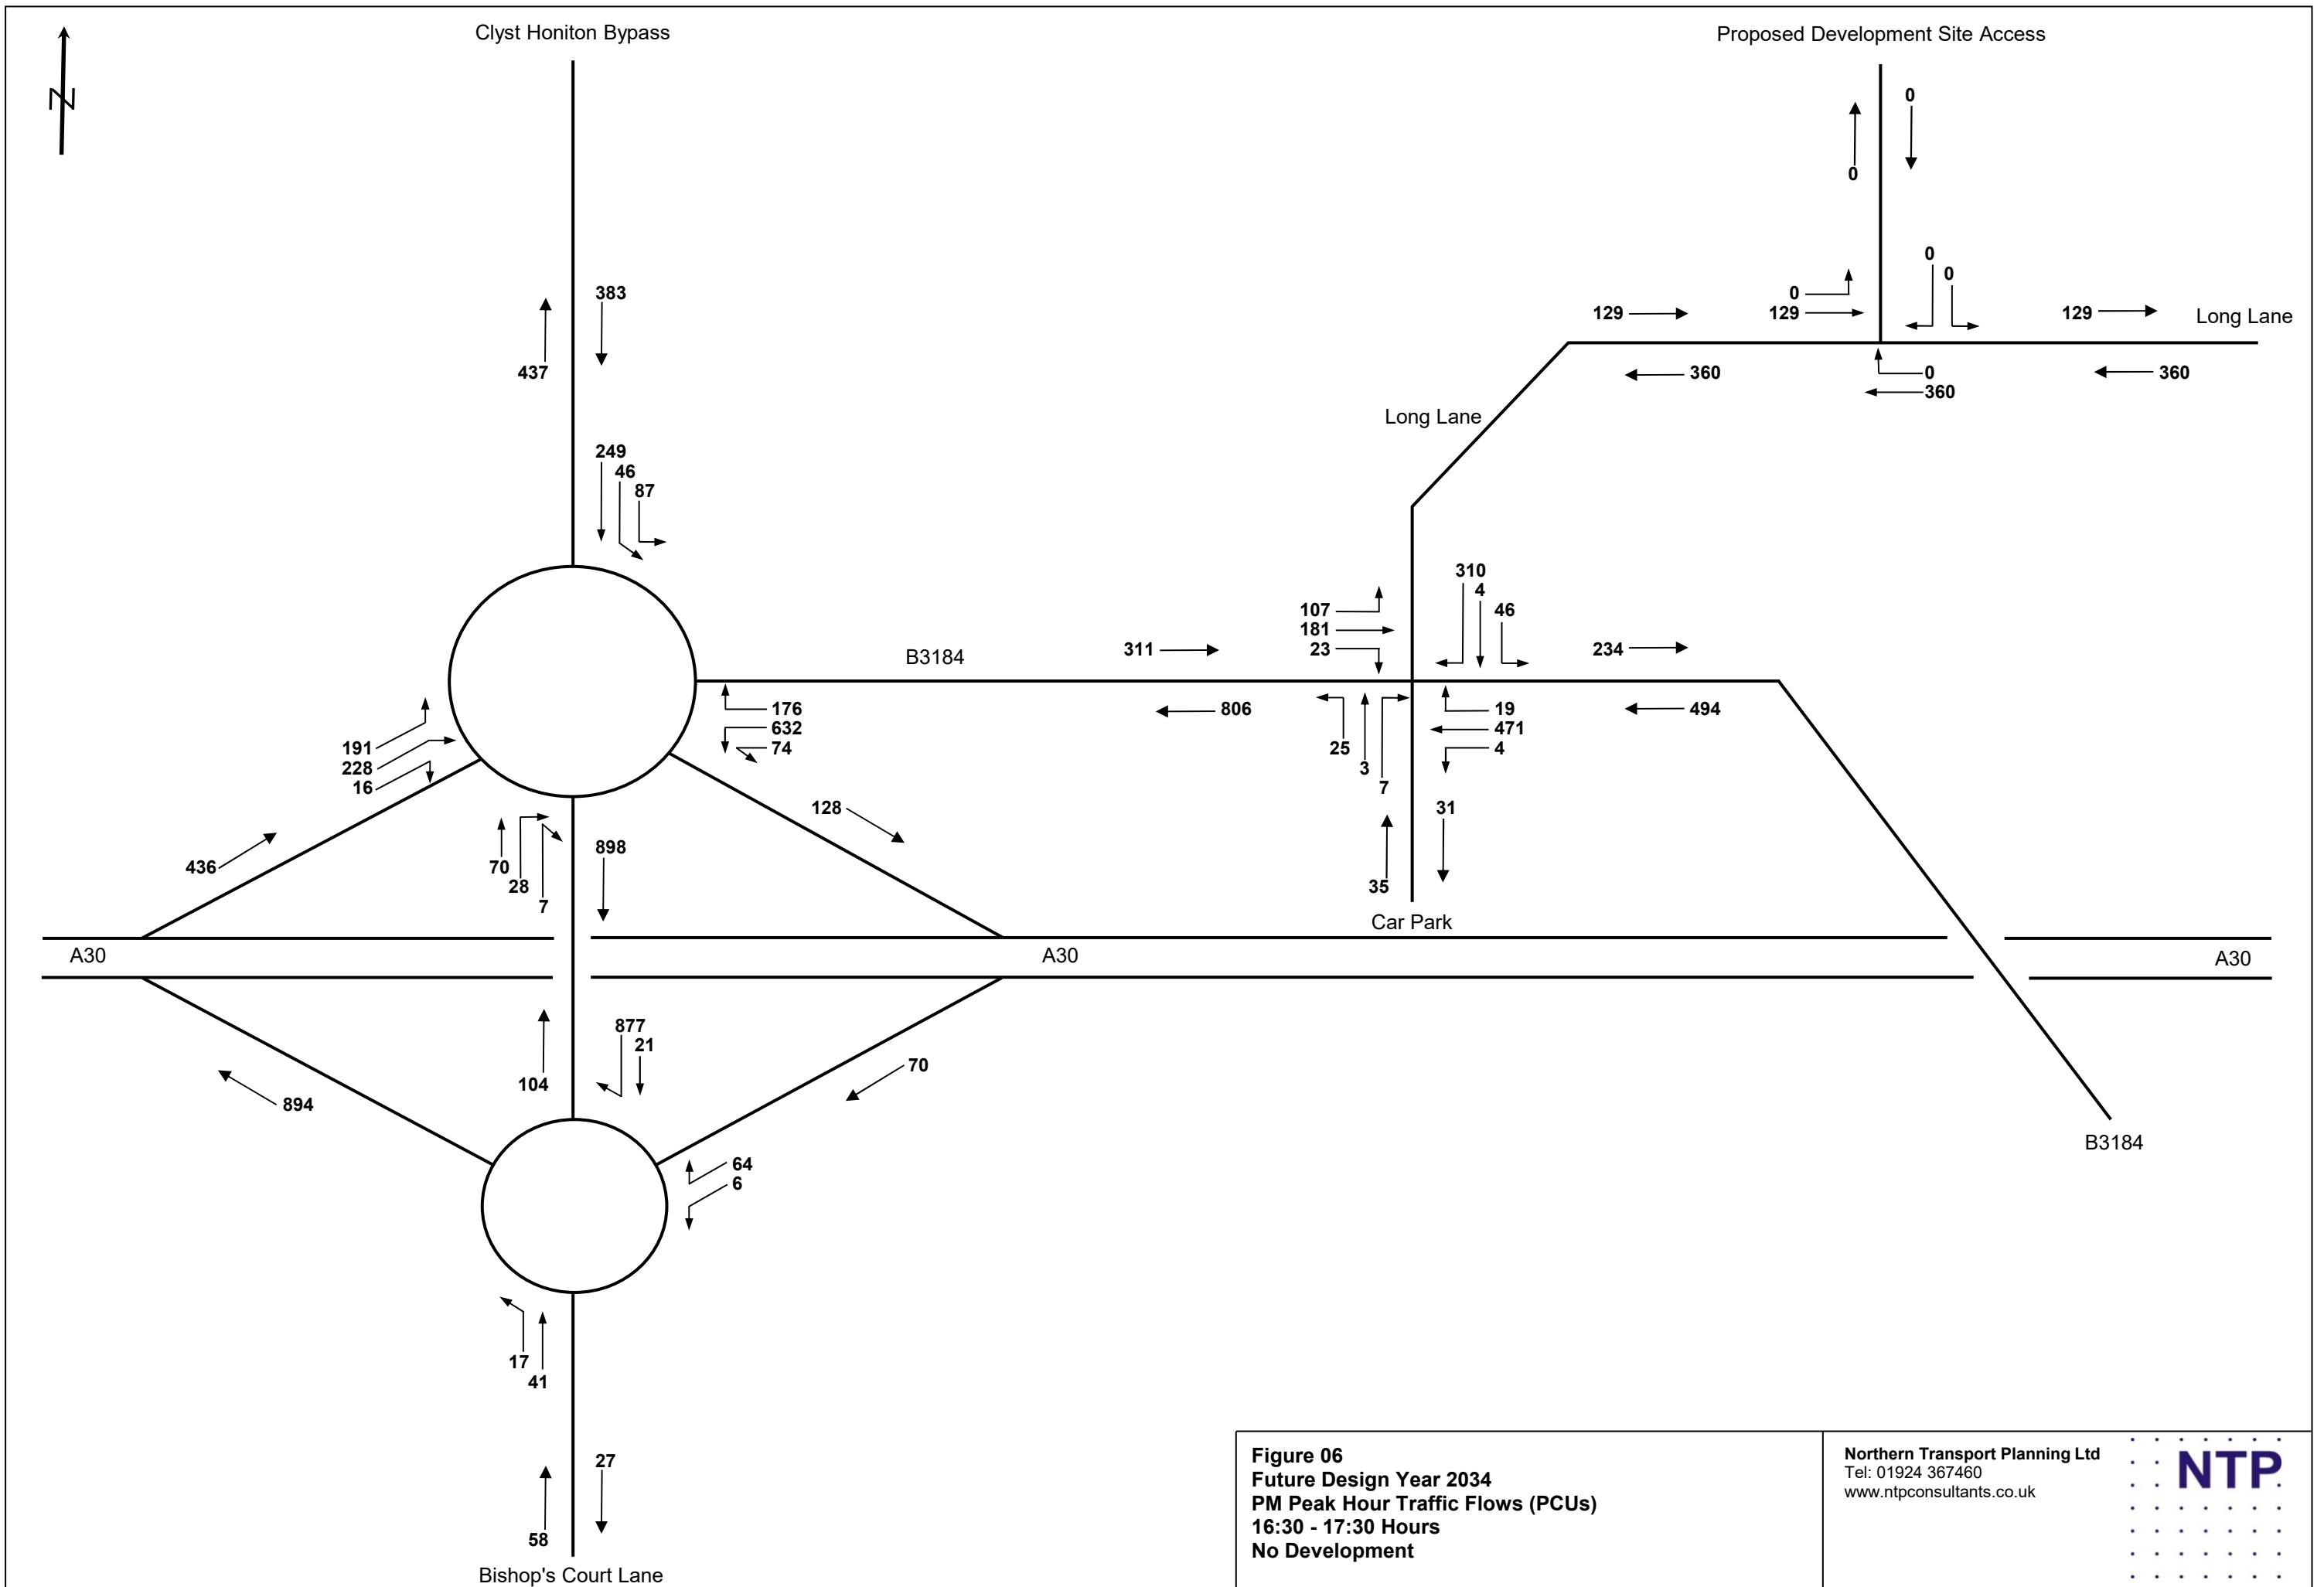 Clyst Honiton Bypass
Proposed Development Site Access
N
0
0
383
437
0
0
0
129
129
129
Long Lane
360
0
360
360
Long Lane
249
46
87
310
4
46
107
181
23
311
234
B3184
806
494
176
632
74
19
471
4
25
3
7
191
228
16
31
35
Car Park
128
436
70
28
7
898
A30
A30
A30
877
21
104
70
894
64
6
B3184
17
41
27
58
Bishop's Court Lane
Figure 06
Future Design Year 2034
PM Peak Hour Traffic Flows (PCUs)
16:30 - 17:30 Hours
No Development
Northern Transport Planning Ltd
Tel: 01924 367460
www.ntpconsultants.co.uk
NTP